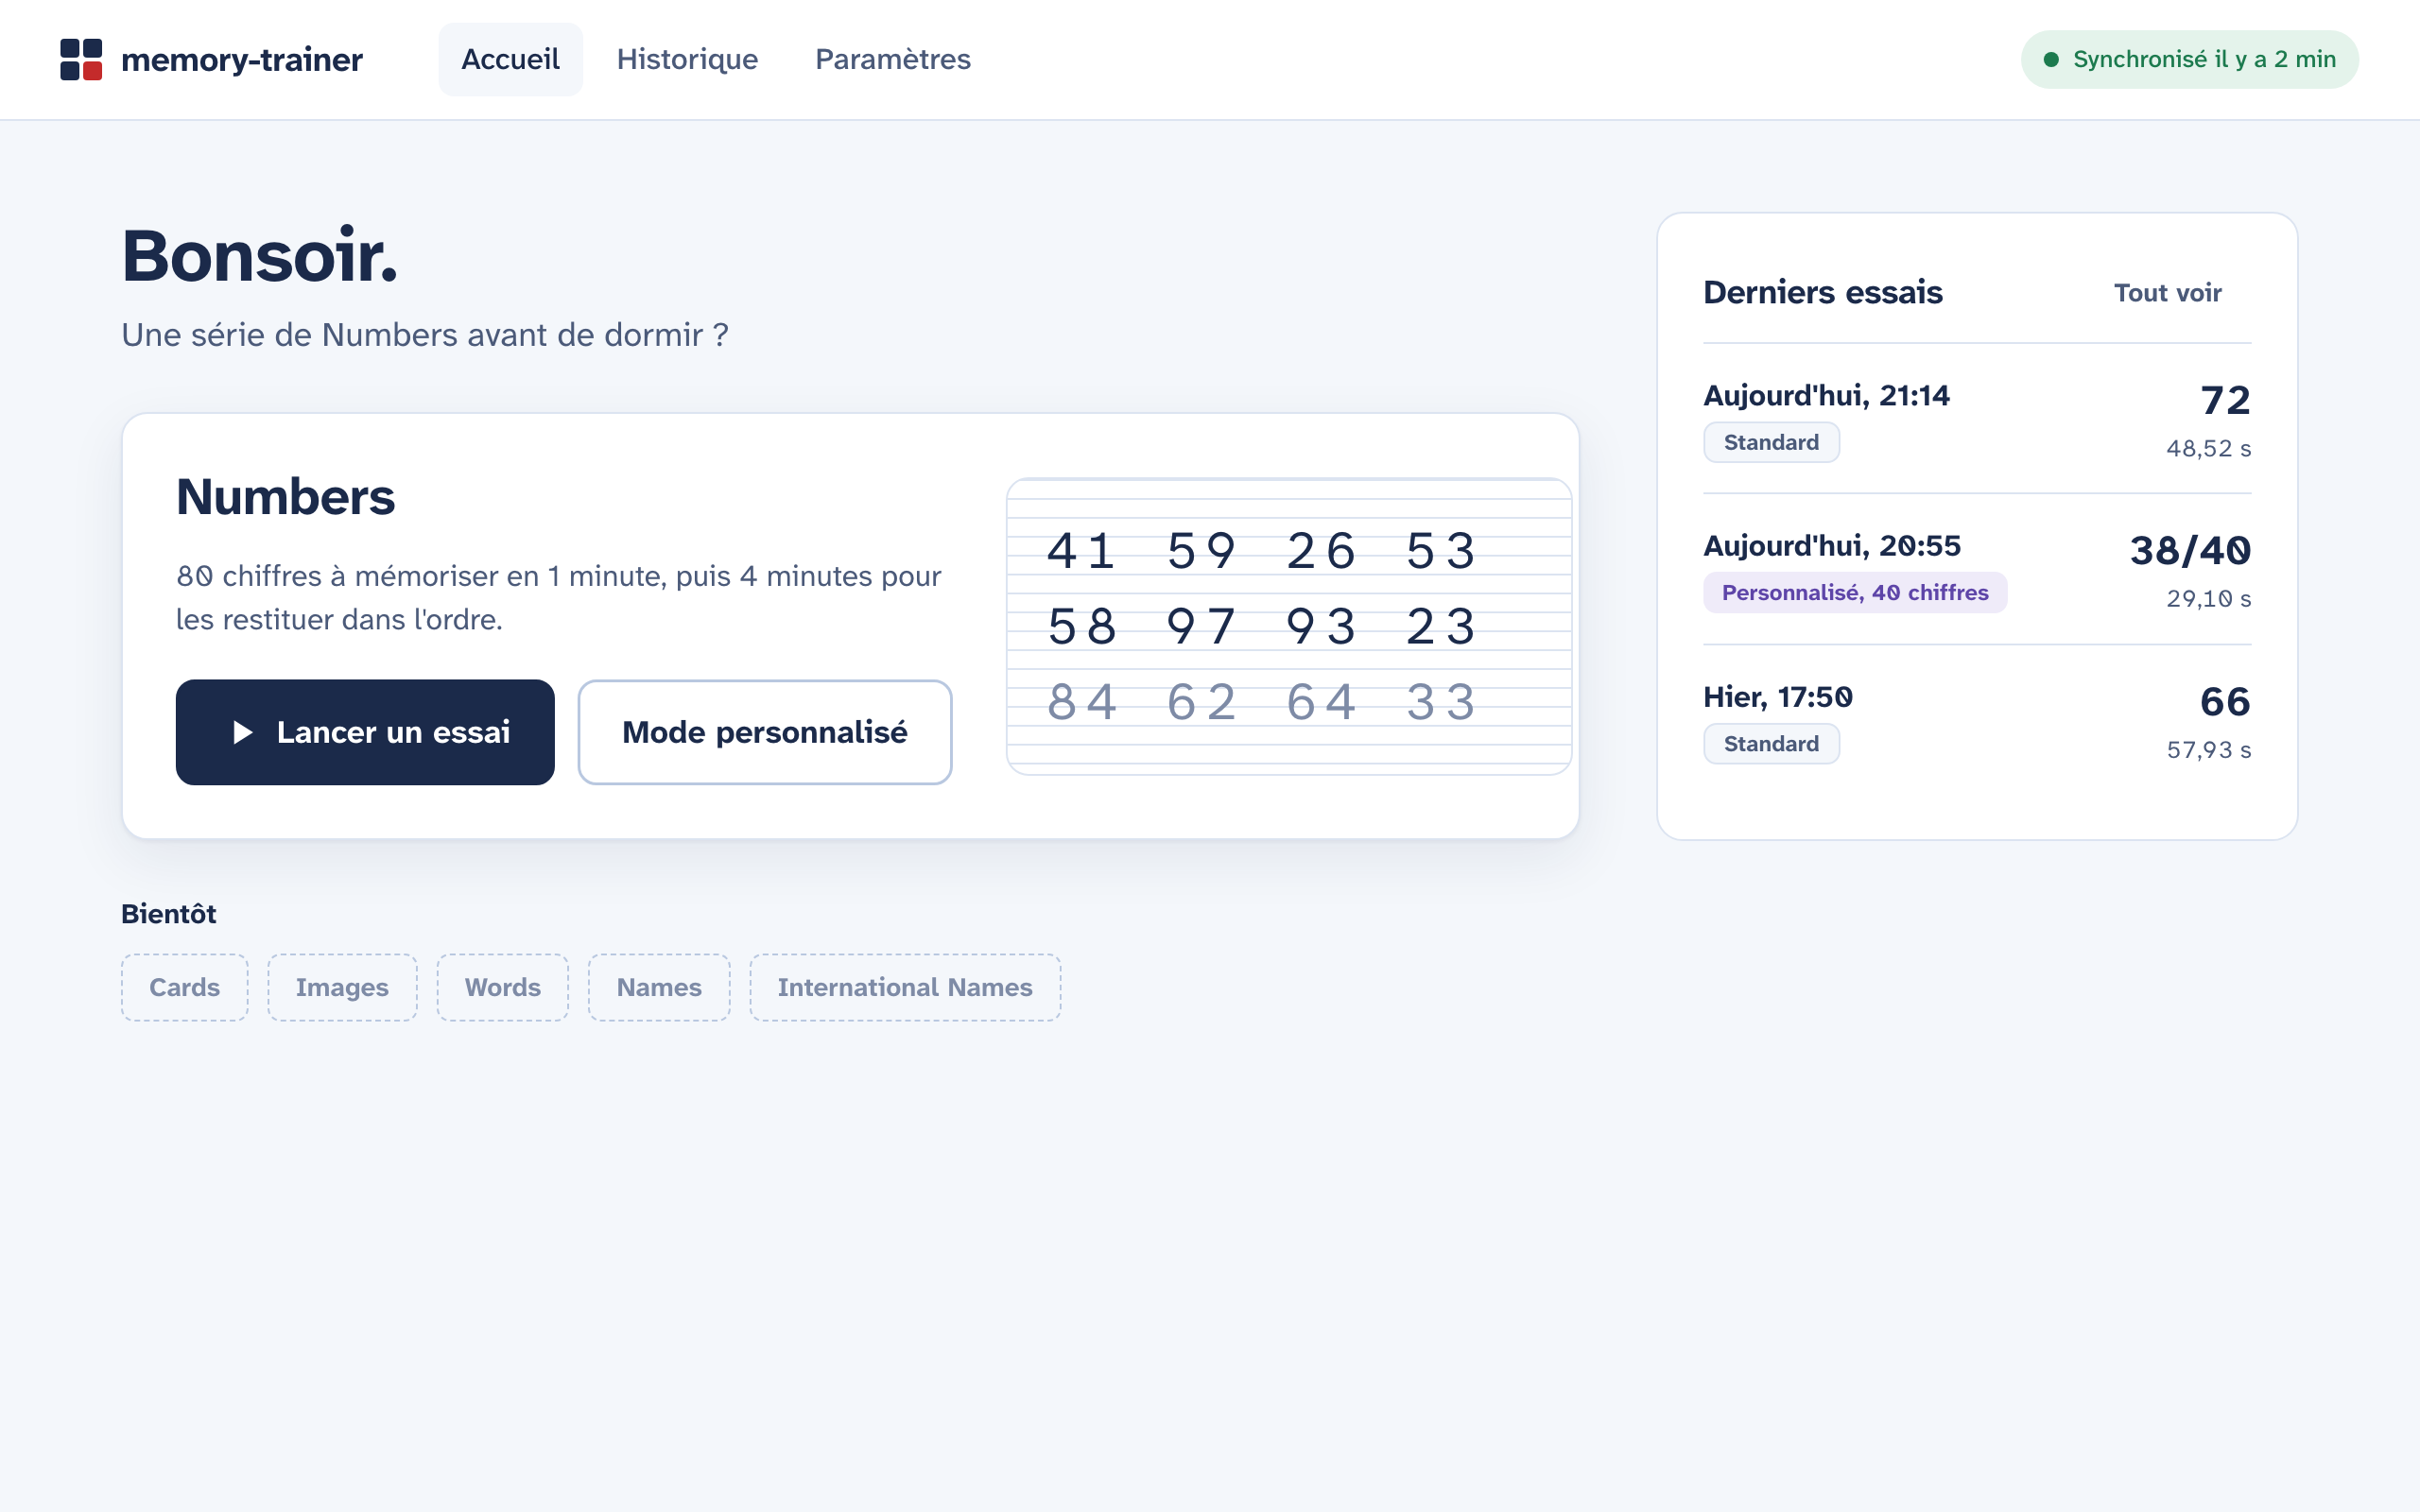 memory-trainer
Accueil
Historique
Paramètres
Synchronisé il y a 2 min
Bonsoir.
Une série de Numbers avant de dormir ?
Numbers
80 chiffres à mémoriser en 1 minute, puis 4 minutes pour
les restituer dans l'ordre.
Lancer un essai
Mode personnalisé
41 59 26 53
58 97 93 23
84 62 64 33
Derniers essais
Tout voir
Aujourd'hui, 21:14
72
Standard
48,52 s
Aujourd'hui, 20:55
38/40
Personnalisé, 40 chiffres
29,10 s
Hier, 17:50
66
Standard
57,93 s
Bientôt
Cards
Images
Words
Names
International Names